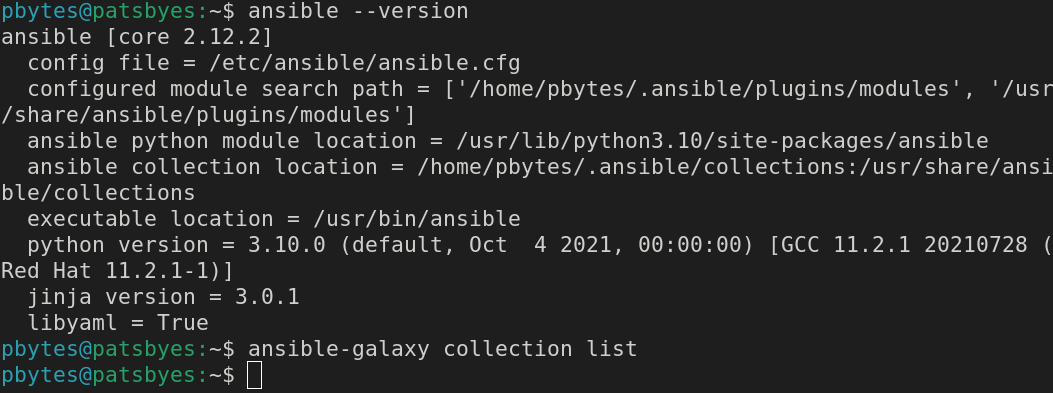 pbytes@patsbyes:~$ ansible --version
ansible [core 2.12.2]
  config file = /etc/ansible/ansible.cfg
  configured module search path = ['/home/pbytes/.ansible/plugins/modules', '/usr
/share/ansible/plugins/modules']
  ansible python module location = /usr/lib/python3.10/site-packages/ansible
  ansible collection location = /home/pbytes/.ansible/collections:/usr/share/ansi
ble/collections
  executable location = /usr/bin/ansible
  python version = 3.10.0 (default, Oct  4 2021, 00:00:00) [GCC 11.2.1 20210728 (
Red Hat 11.2.1-1)]
  jinja version = 3.0.1
  libyaml = True
pbytes@patsbyes:~$ ansible-galaxy collection list
pbytes@patsbyes:~$